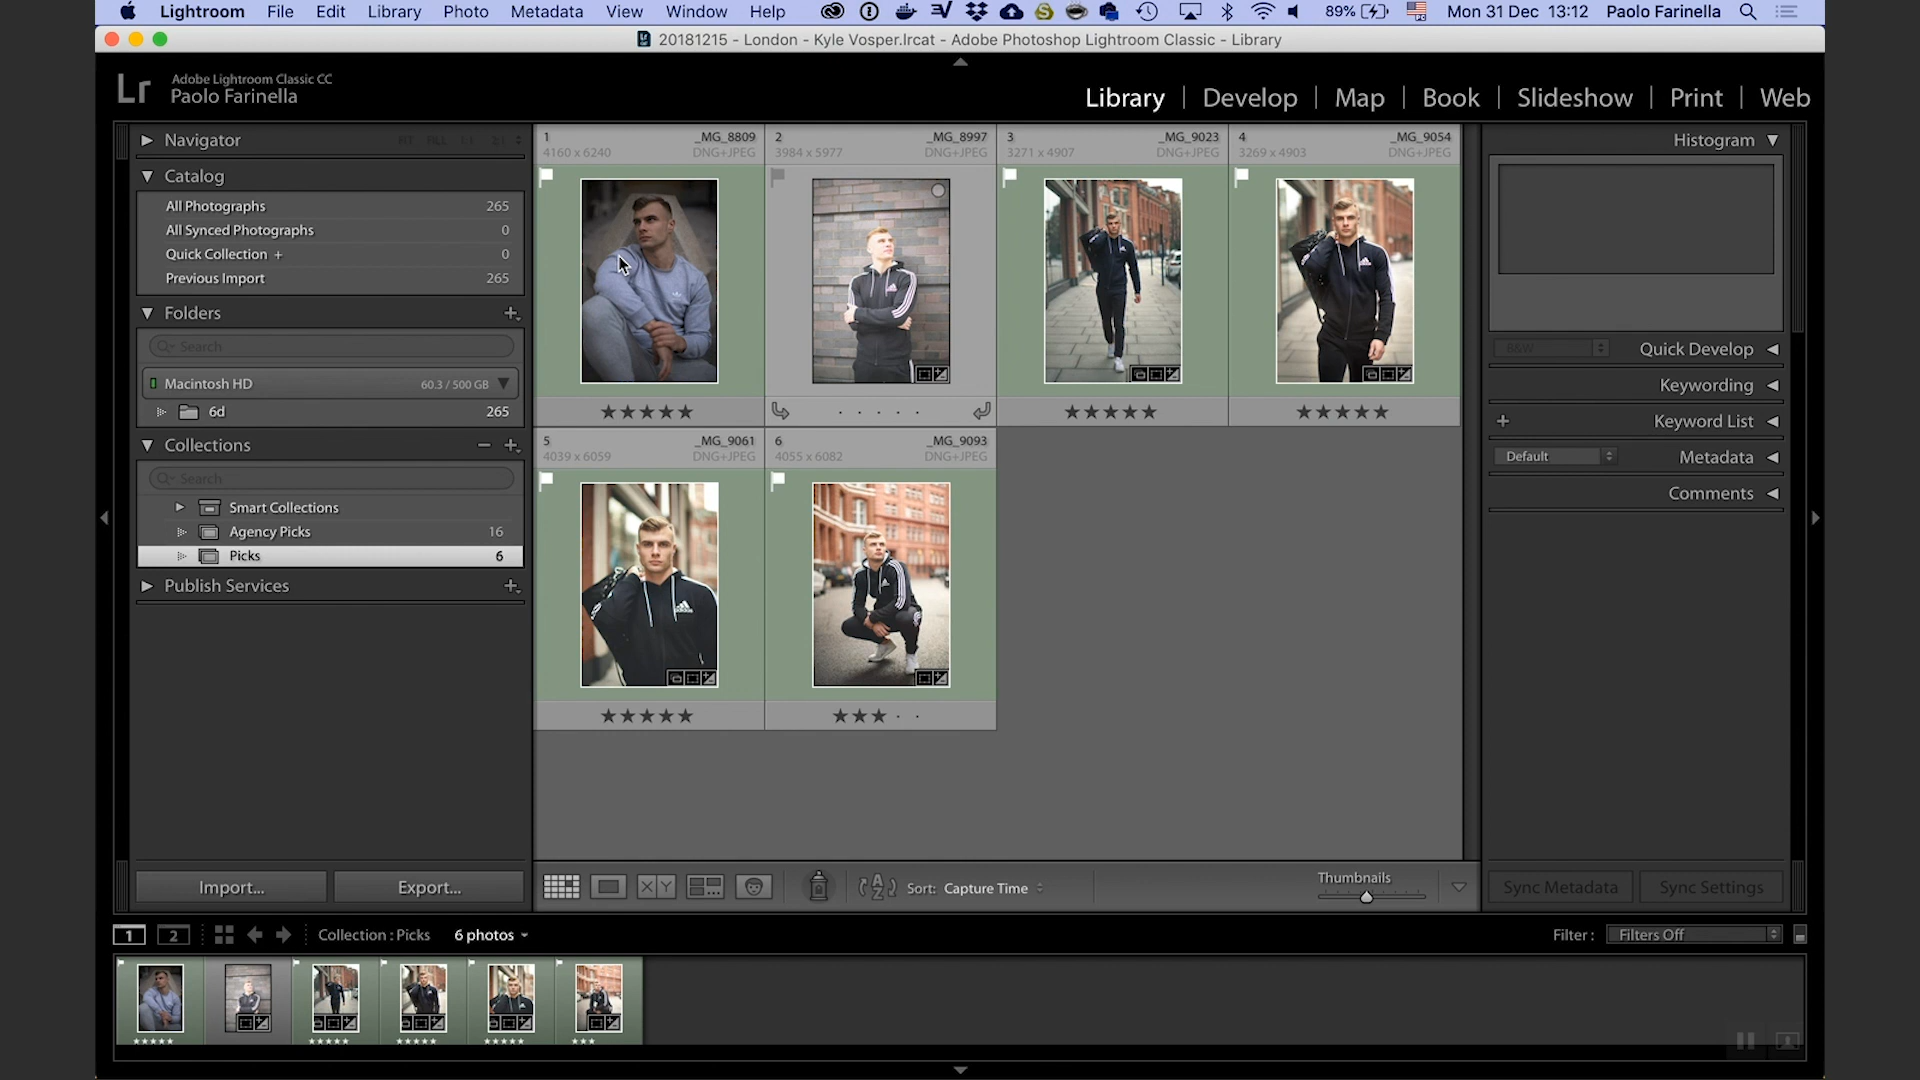 Lightroom File Edit Library Photo Metadata View Window Help 89% Mon 31 Dec 13:12 Paolo Farinella
20181215 - London - Kyle Vosper.lrcat - Adobe Photoshop Lightroom Classic - Library
Lr
Adobe Lightroom Classic CC
Paolo Farinella
Library | Develop | Map | Book | Slideshow | Print | Web
Navigator FIT FILL 1:1
Catalog
All Photographs 265
All Synced Photographs 0
Quick Collection + 0
Previous Import 265
Folders
Search
Macintosh HD 60.3 / 500 GB
6d 265
Collections
Search
Smart Collections
Agency Picks 16
Picks 6
Publish Services
Import... Export...
1 _MG_8809
4160 x 6240 DNG+JPEG
2 _MG_8997
3984 x 5977 DNG+JPEG
3 _MG_9023
3271 x 4907 DNG+JPEG
4 _MG_9054
3269 x 4903 DNG+JPEG
5 _MG_9061
4039 x 6059 DNG+JPEG
6 _MG_9093
4055 x 6082 DNG+JPEG
adidas
XY
Sort: Capture Time
Thumbnails
Histogram
B&W Quick Develop
Keywording
Keyword List
Default Metadata
Comments
Sync Metadata Sync Settings
1 2 Collection : Picks 6 photos
Filter : Filters Off